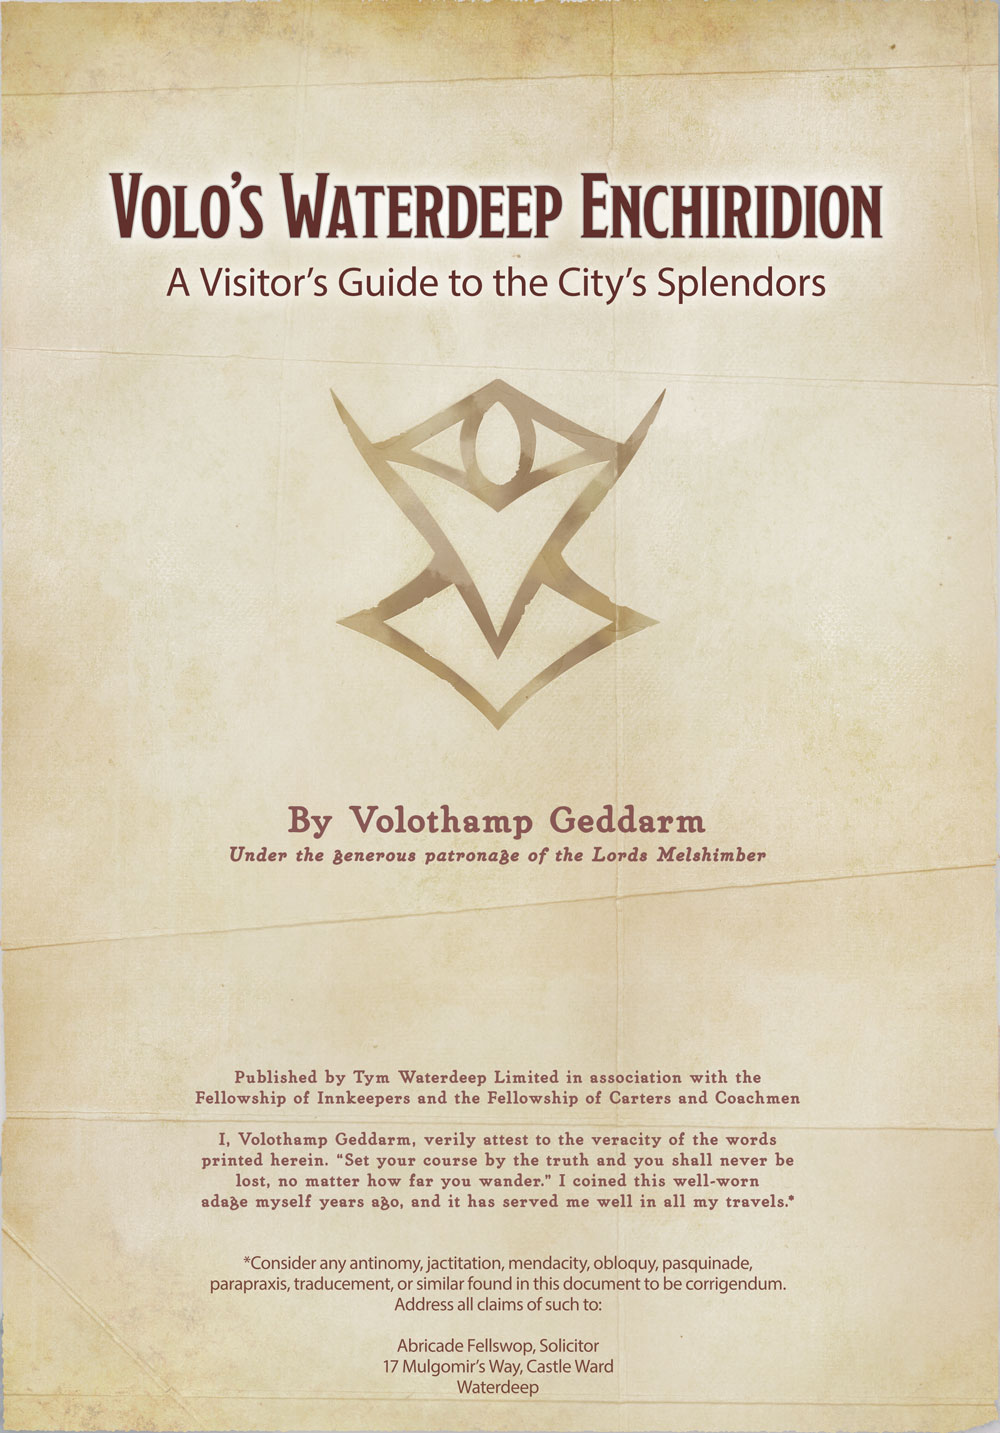 Volo's Waterdeep Enchiridion
A Visitor's Guide to the City's Splendors
By Volothamp Geddarm
Under the generous patronage of the Lords Melshimber
Published by Tym Waterdeep Limited in association with the
Fellowship of Innkeepers and the Fellowship of Carters and Coachmen
I, Volothamp Geddarm, verily attest to the veracity of the words
printed herein. “Set your course by the truth and you shall never be
lost, no matter how far you wander.” I coined this well-worn
adage myself years ago, and it has served me well in all my travels.*
*Consider any antinomy, jactitation, mendacity, obloquy, pasquinade,
parapraxis, traducement, or similar found in this document to be corrigendum.
Address all claims of such to:
Abricade Fellswop, Solicitor
17 Mulgomir's Way, Castle Ward
Waterdeep